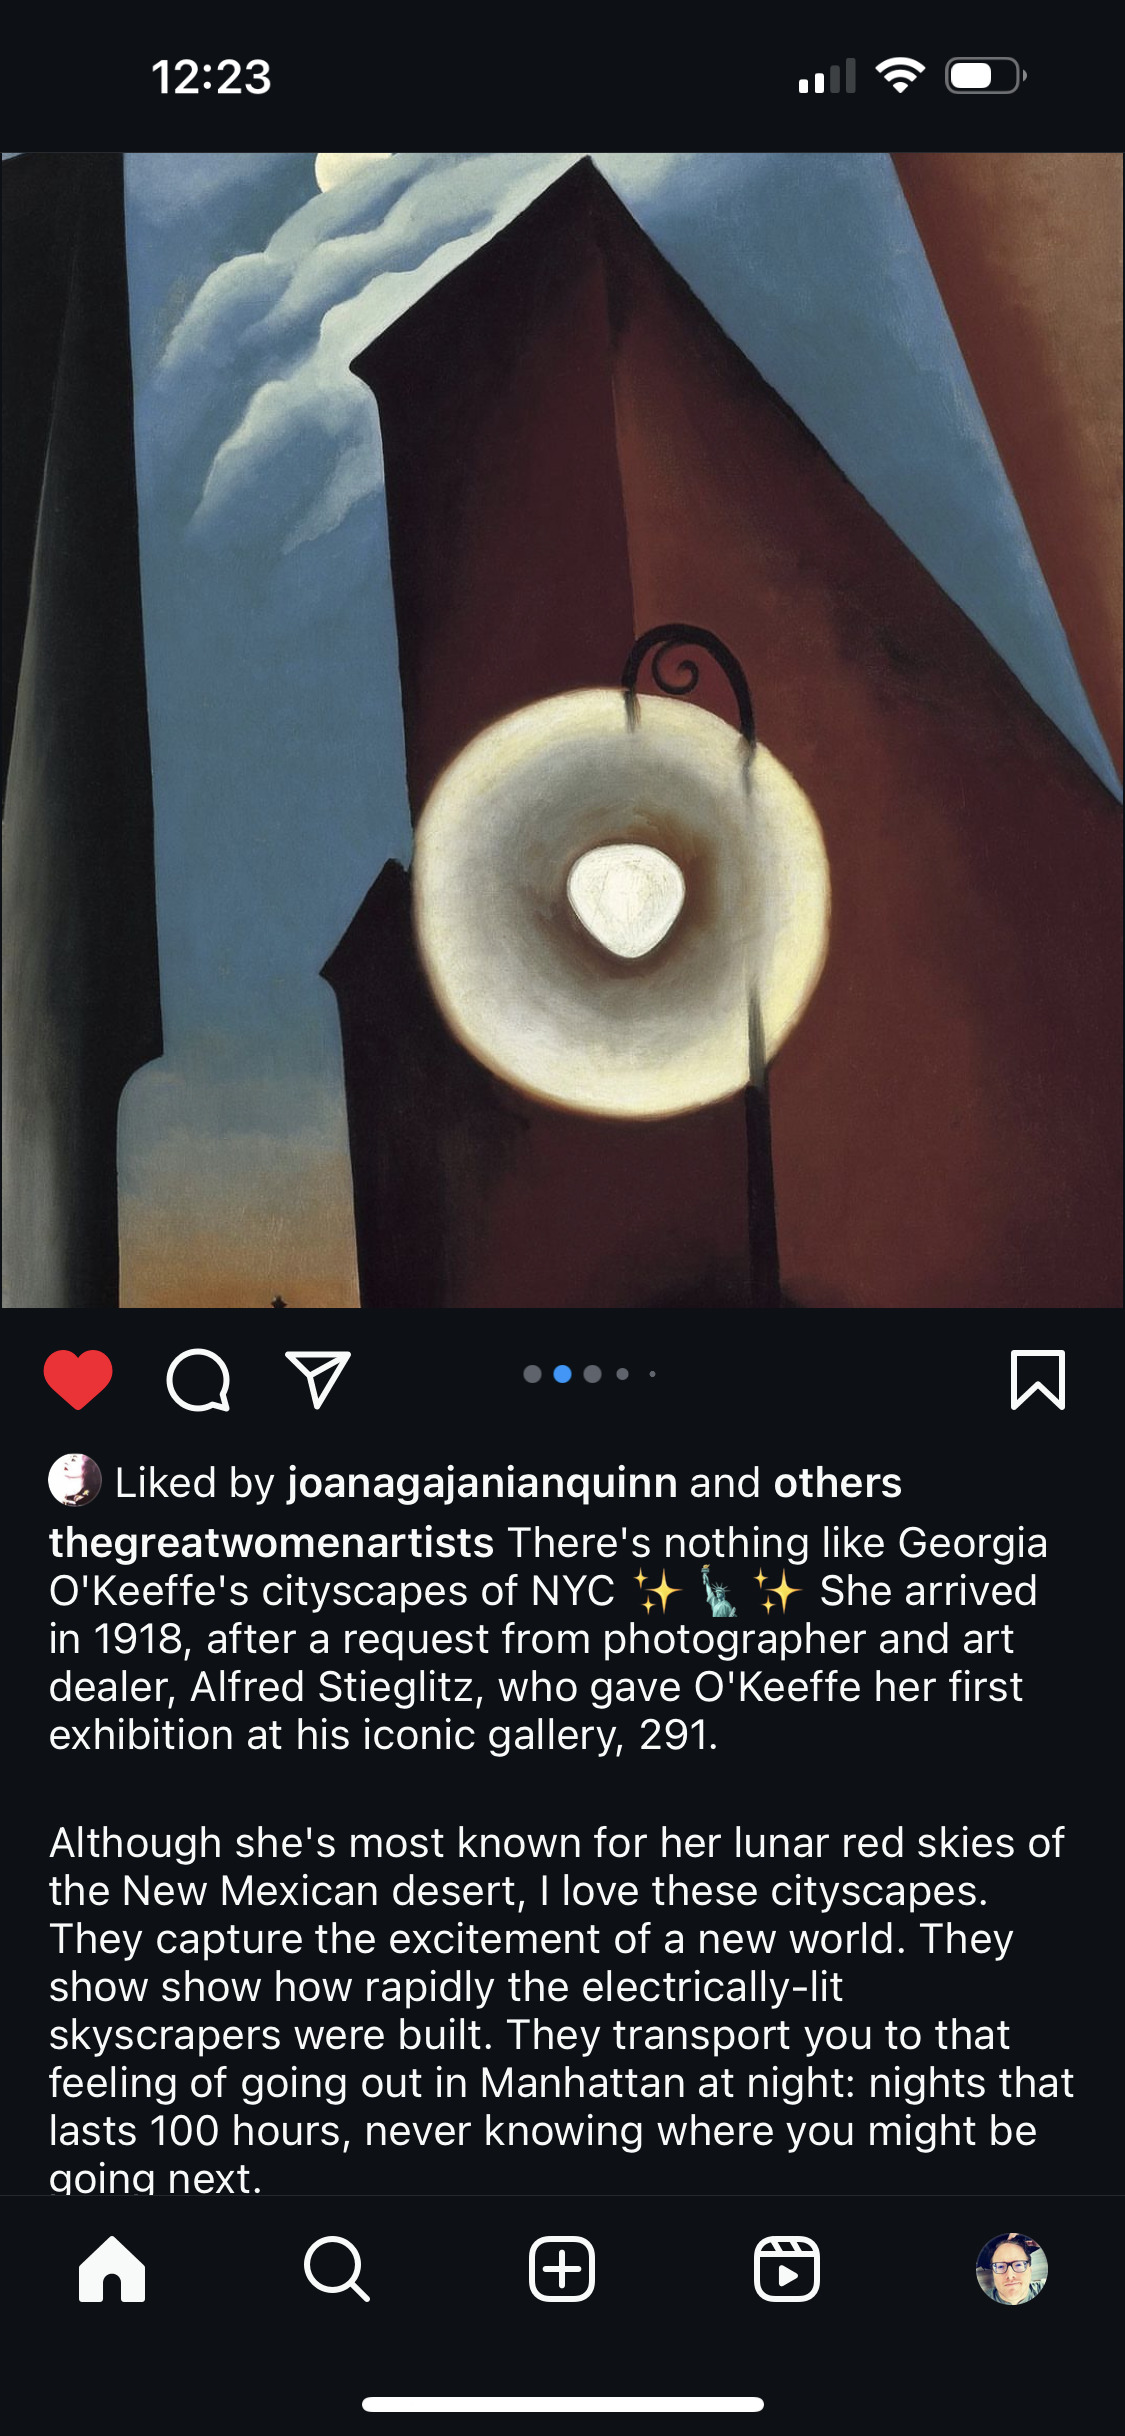 12:23
Liked by joanagajanianquinn and others
thegreatwomenartists There's nothing like Georgia
O'Keeffe's cityscapes of NYC ✨🗽✨ She arrived
in 1918, after a request from photographer and art
dealer, Alfred Stieglitz, who gave O'Keeffe her first
exhibition at his iconic gallery, 291.
Although she's most known for her lunar red skies of
the New Mexican desert, I love these cityscapes.
They capture the excitement of a new world. They
show show how rapidly the electrically-lit
skyscrapers were built. They transport you to that
feeling of going out in Manhattan at night: nights that
lasts 100 hours, never knowing where you might be
going next.